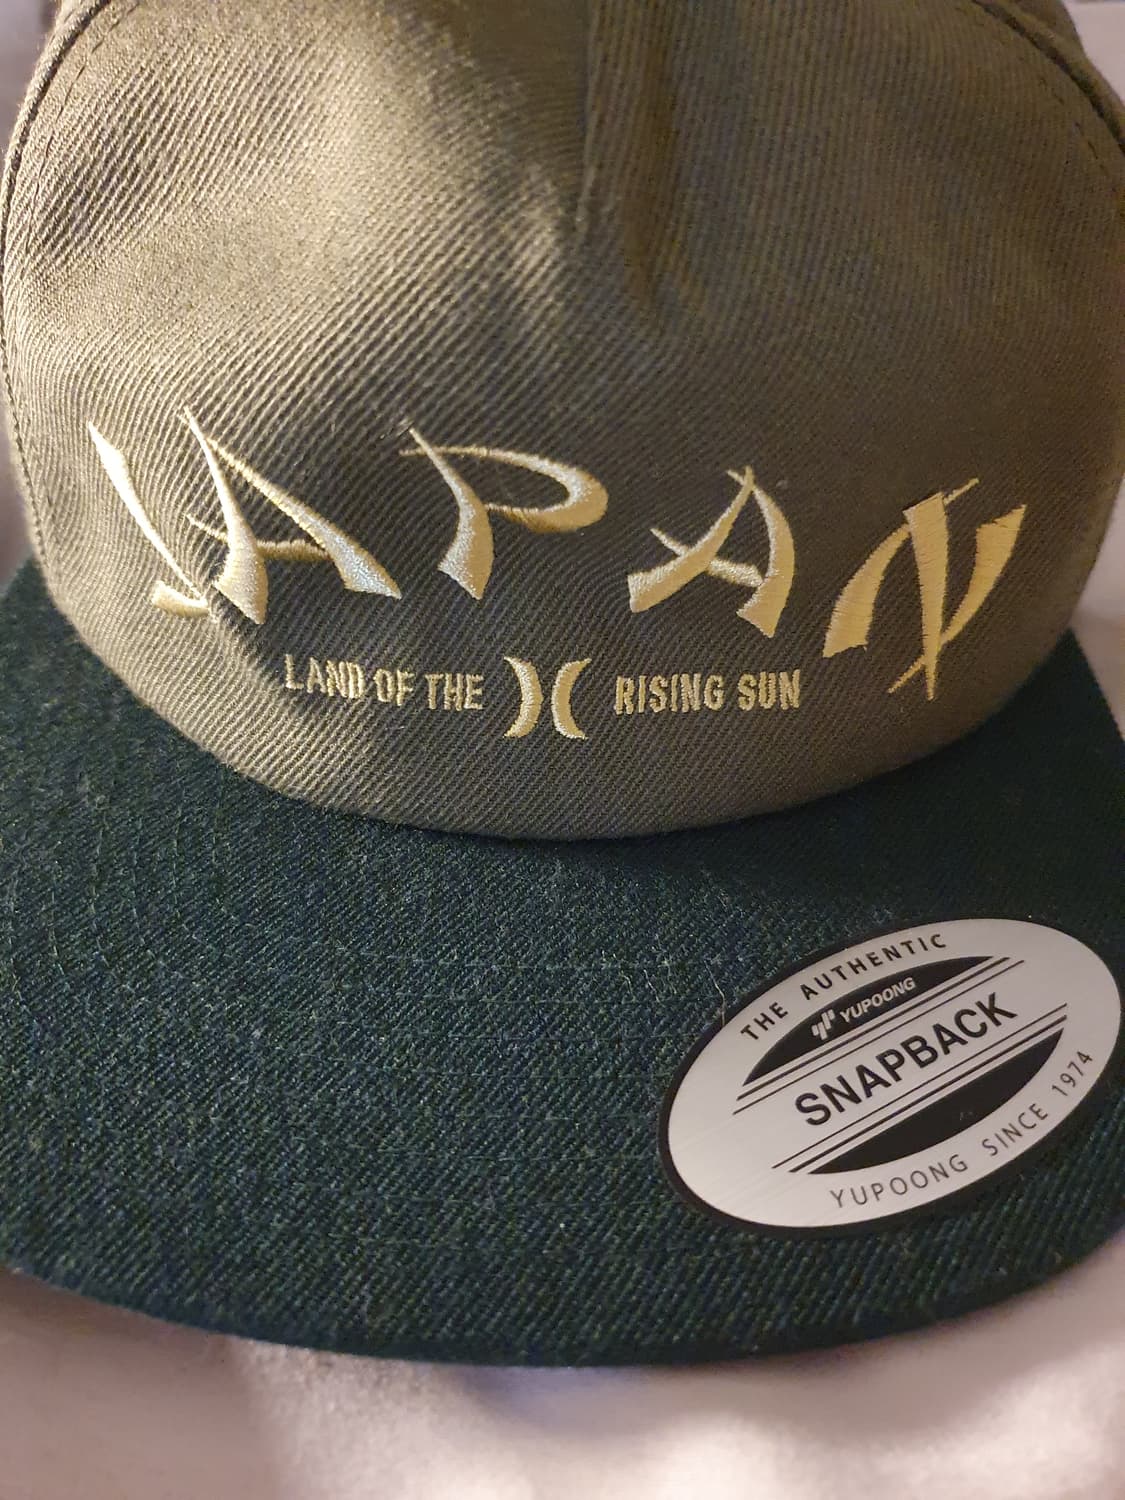 JAPAN
LAND OF THE RISING SUN
THE AUTHENTIC
YUPOONG
SNAPBACK
YUPOONG SINCE 1974